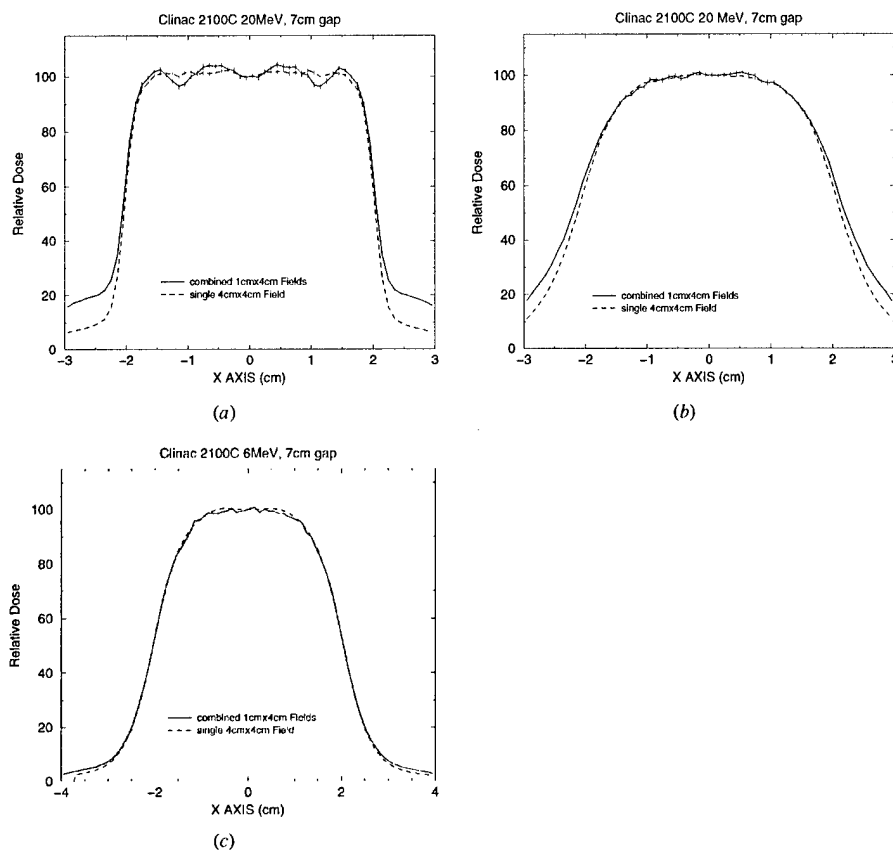 Clinac 2100C 20MeV, 7cm gap
Relative Dose
100
80
60
40
20
0
combined 1cmx4cm Fields
single 4cmx4cm Field
−3 −2 −1 0 1 2 3
X AXIS (cm)
(a)
Clinac 2100C 20 MeV, 7cm gap
Relative Dose
100
80
60
40
20
0
combined 1cmx4cm Fields
single 4cmx4cm Field
−3 −2 −1 0 1 2 3
X AXIS (cm)
(b)
Clinac 2100C 6MeV, 7cm gap
Relative Dose
100
80
60
40
20
0
combined 1cmx4cm Fields
single 4cmx4cm Field
−4 −2 0 2 4
X AXIS (cm)
(c)